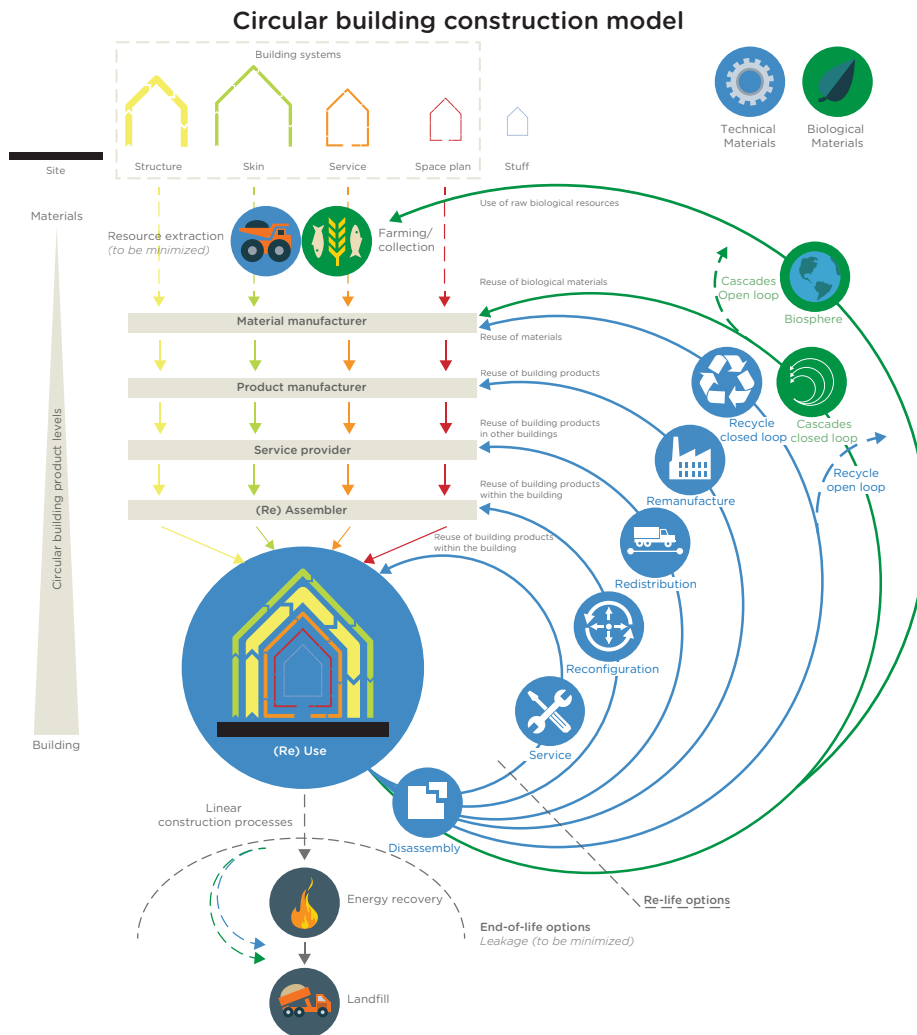 Circular building construction model
Building systems
Structure
Skin
Service
Space plan
Stuff
Site
Technical
Materials
Biological
Materials
Materials
Resource extraction
(to be minimized)
Farming/
collection
Use of raw biological resources
Cascades
Open loop
Biosphere
Reuse of biological materials
Material manufacturer
Reuse of materials
Reuse of building products
Product manufacturer
Recycle
closed loop
Cascades
closed loop
Reuse of building products
in other buildings
Service provider
Remanufacture
Recycle
open loop
Reuse of building products
within the building
(Re) Assembler
Reuse of building products
within the building
Redistribution
Circular building product levels
Reconfiguration
Building
(Re) Use
Service
Linear
construction processes
Disassembly
Energy recovery
Re-life options
End-of-life options
Leakage (to be minimized)
Landfill